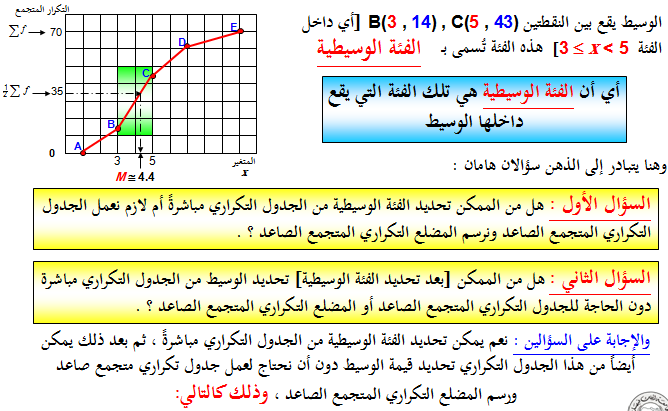 التكرار المتجمع
∑ f → 70
½ ∑ f → 35
0
A
B
C
D
E
3
5
المتغير
x
M ≅ 4.4
الوسيط يقع بين النقطتين B(3 , 14) , C(5 , 43) [أي داخل
الفئة 3 ≤ x < 5] هذه الفئة تُسمى بـ الفئة الوسيطية
أي أن الفئة الوسيطية هي تلك الفئة التي يقع
داخلها الوسيط
وهنا يتبادر إلى الذهن سؤالان هامان :
السؤال الأول : هل من الممكن تحديد الفئة الوسيطية من الجدول التكراري مباشرةً أم لازم نعمل الجدول
التكراري المتجمع الصاعد ونرسم المضلع التكراري المتجمع الصاعد ؟ .
السؤال الثاني : هل من الممكن [بعد تحديد الفئة الوسيطية] تحديد الوسيط من الجدول التكراري مباشرة
دون الحاجة للجدول التكراري المتجمع الصاعد أو المضلع التكراري المتجمع الصاعد ؟ .
والإجابة على السؤالين : نعم يمكن تحديد الفئة الوسيطية من الجدول التكراري مباشرةً ، ثم بعد ذلك يمكن
أيضاً من هذا الجدول التكراري تحديد قيمة الوسيط دون أن نحتاج لعمل جدول تكراري متجمع صاعد
ورسم المضلع التكراري المتجمع الصاعد ، وذلك كالتالي: